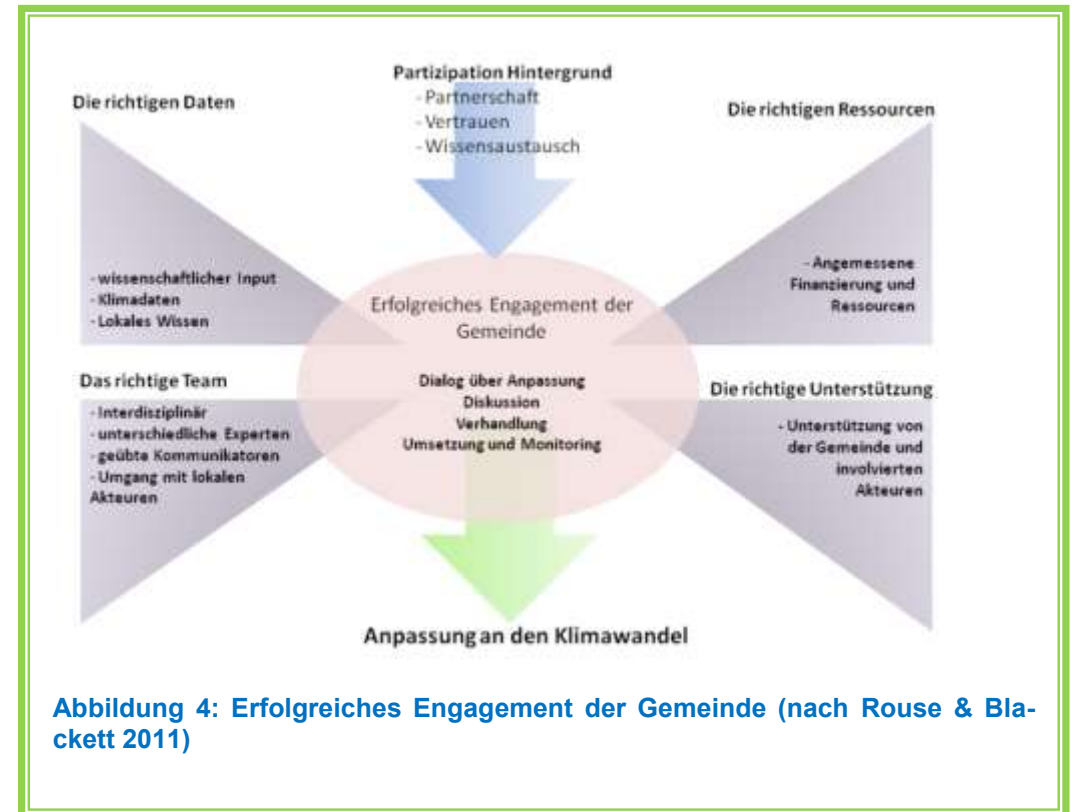 Partizipation Hintergrund
- Partnerschaft
- Vertrauen
- Wissensaustausch
Die richtigen Daten
- wissenschaftlicher Input
- Klimadaten
- Lokales Wissen
Die richtigen Ressourcen
- Angemessene
Finanzierung und
Ressourcen
Erfolgreiches Engagement der
Gemeinde
Dialog über Anpassung
Diskussion
Verhandlung
Umsetzung und Monitoring
Das richtige Team
- Interdisziplinär
- unterschiedliche Experten
- geübte Kommunikatoren
- Umgang mit lokalen
Akteuren
Die richtige Unterstützung
- Unterstützung von
der Gemeinde und
involvierten
Akteuren
Anpassung an den Klimawandel
Abbildung 4: Erfolgreiches Engagement der Gemeinde (nach Rouse & Bla-
ckett 2011)